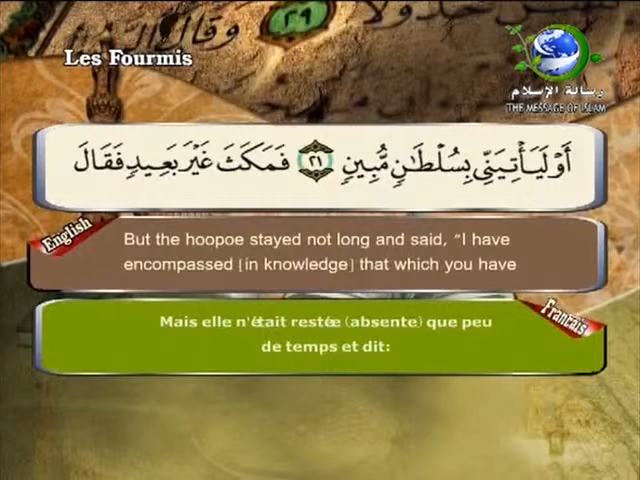 Les Fourmis
رسالة الإسلام
THE MESSAGE OF ISLAM
أَوْ لَيَأْتِيَنِّى بِسُلْطَٰنٍ مُّبِينٍ ٢١ فَمَكَثَ غَيْرَ بَعِيدٍ فَقَالَ
English
But the hoopoe stayed not long and said, "I have
encompassed [in knowledge] that which you have
Francais
Mais elle n'était restée (absente) que peu
de temps et dit: